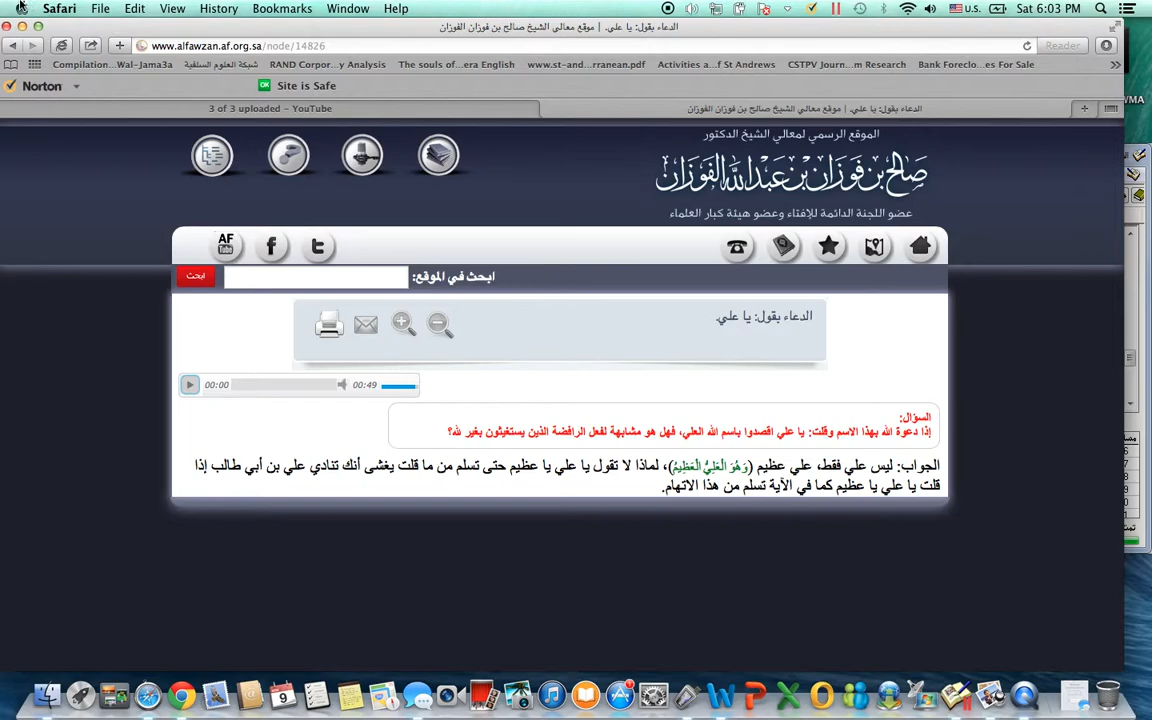 Safari File Edit View History Bookmarks Window Help U.S. Sat 6:03 PM
الدعاء بقول: يا علي. | موقع معالي الشيخ صالح بن فوزان الفوزان
www.alfawzan.af.org.sa/node/14826 Reader
Compilation...Wal-Jama3a شبكة العلوم السلفية RAND Corpor...y Analysis The souls of...era English www.st-and...rranean.pdf Activities a...f St Andrews CSTPV Journ...m Research Bank Foreclo...es For Sale
Norton OK Site is Safe
3 of 3 uploaded - YouTube الدعاء بقول: يا علي. | موقع معالي الشيخ صالح بن فوزان الفوزان
WMA
الموقع الرسمي لمعالي الشيخ الدكتور
صالح بن فوزان بن عبد الله الفوزان
عضو اللجنة الدائمة للإفتاء وعضو هيئة كبار العلماء
AF
ابحث في الموقع: ابحث
الدعاء بقول: يا علي.
00:00 00:49
السؤال:
إذا دعوة الله بهذا الاسم وقلت: يا علي اقصدوا باسم الله العلي، فهل هو مشابهة لفعل الرافضة الذين يستغيثون بغير لله؟
الجواب: ليس علي فقط، علي عظيم (وَهُوَ الْعَلِيُّ الْعَظِيمُ)، لماذا لا تقول يا علي يا عظيم حتى تسلم من ما قلت يغشى أنك تنادي علي بن أبي طالب إذا
قلت يا علي يا عظيم كما في الآية تسلم من هذا الاتهام.
9